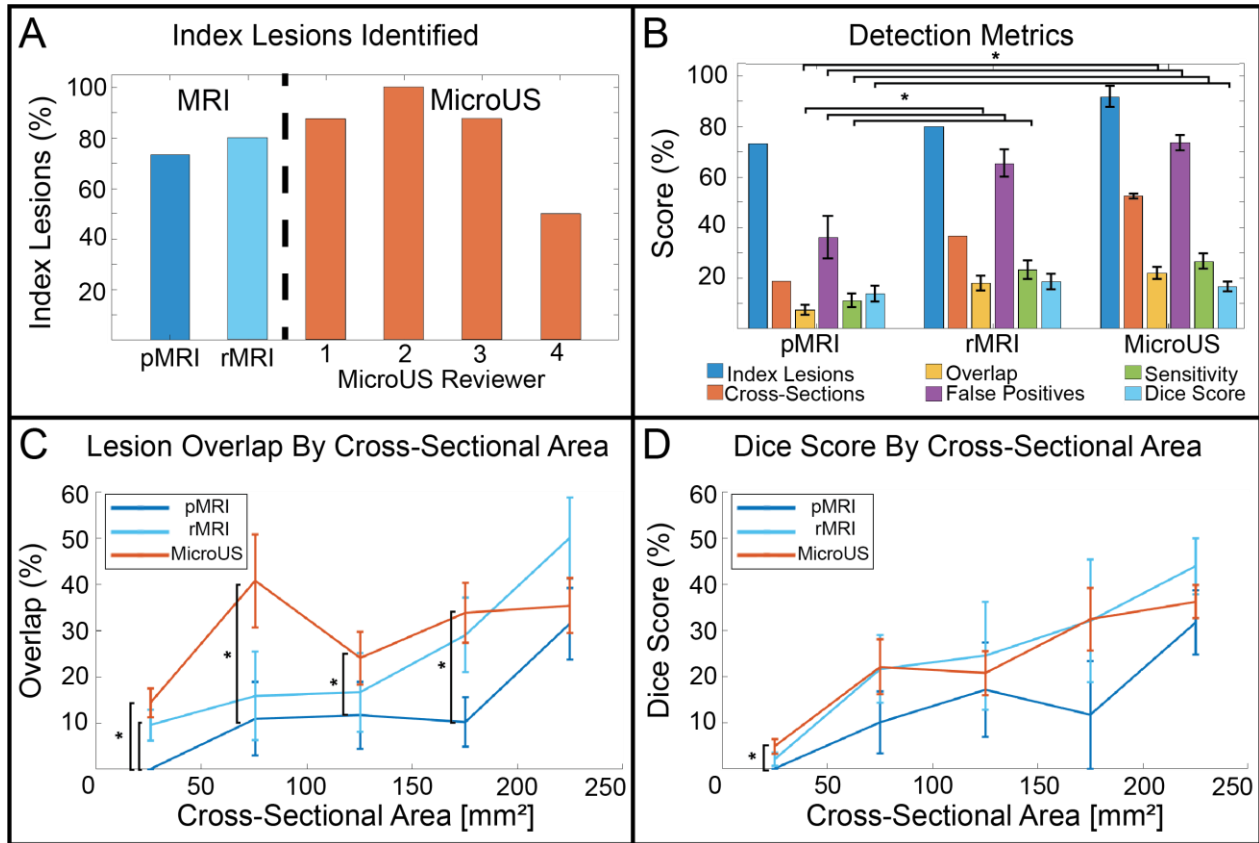 A
Index Lesions Identified
Index Lesions (%)
100
80
60
40
20
MRI
MicroUS
pMRI
rMRI
1
2
3
4
MicroUS Reviewer
B
Detection Metrics
Score (%)
100
80
60
40
20
*
*
pMRI
rMRI
MicroUS
Index Lesions
Overlap
Sensitivity
Cross-Sections
False Positives
Dice Score
C
Lesion Overlap By Cross-Sectional Area
Overlap (%)
60
50
40
30
20
10
pMRI
rMRI
MicroUS
*
*
*
*
0
50
100
150
200
250
Cross-Sectional Area [mm²]
D
Dice Score By Cross-Sectional Area
Dice Score (%)
60
50
40
30
20
10
pMRI
rMRI
MicroUS
*
0
50
100
150
200
250
Cross-Sectional Area [mm²]